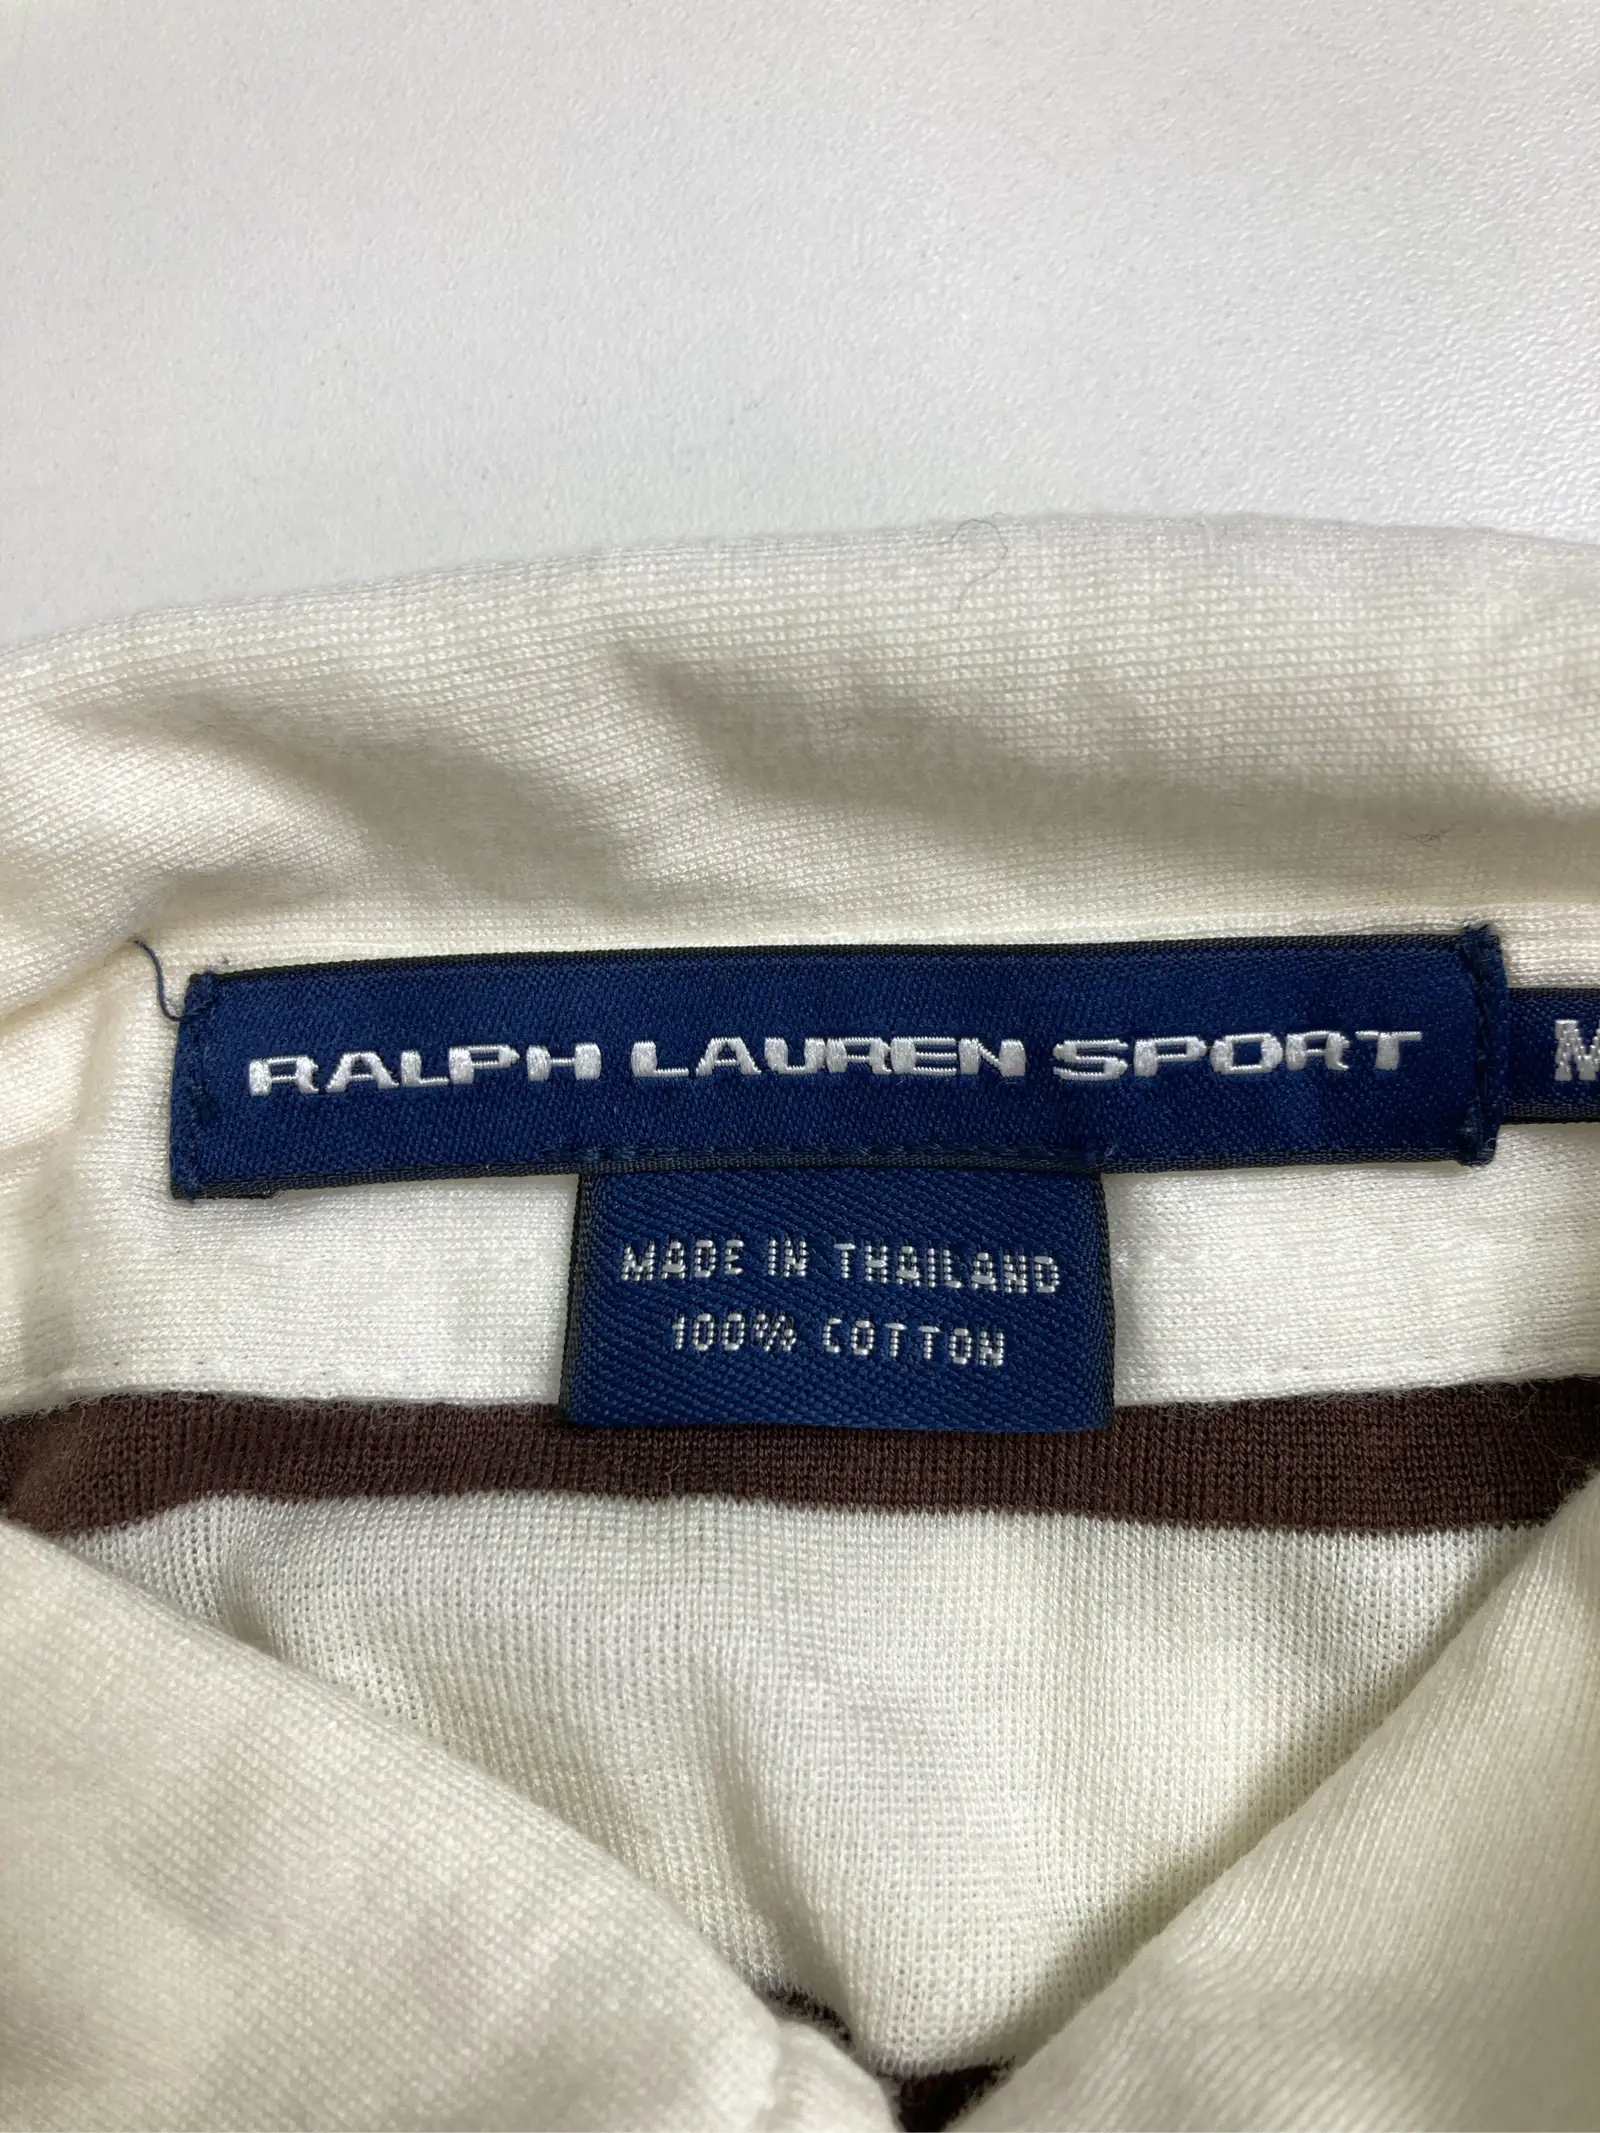 RALPH LAUREN SPORT
M
MADE IN THAILAND
100% COTTON